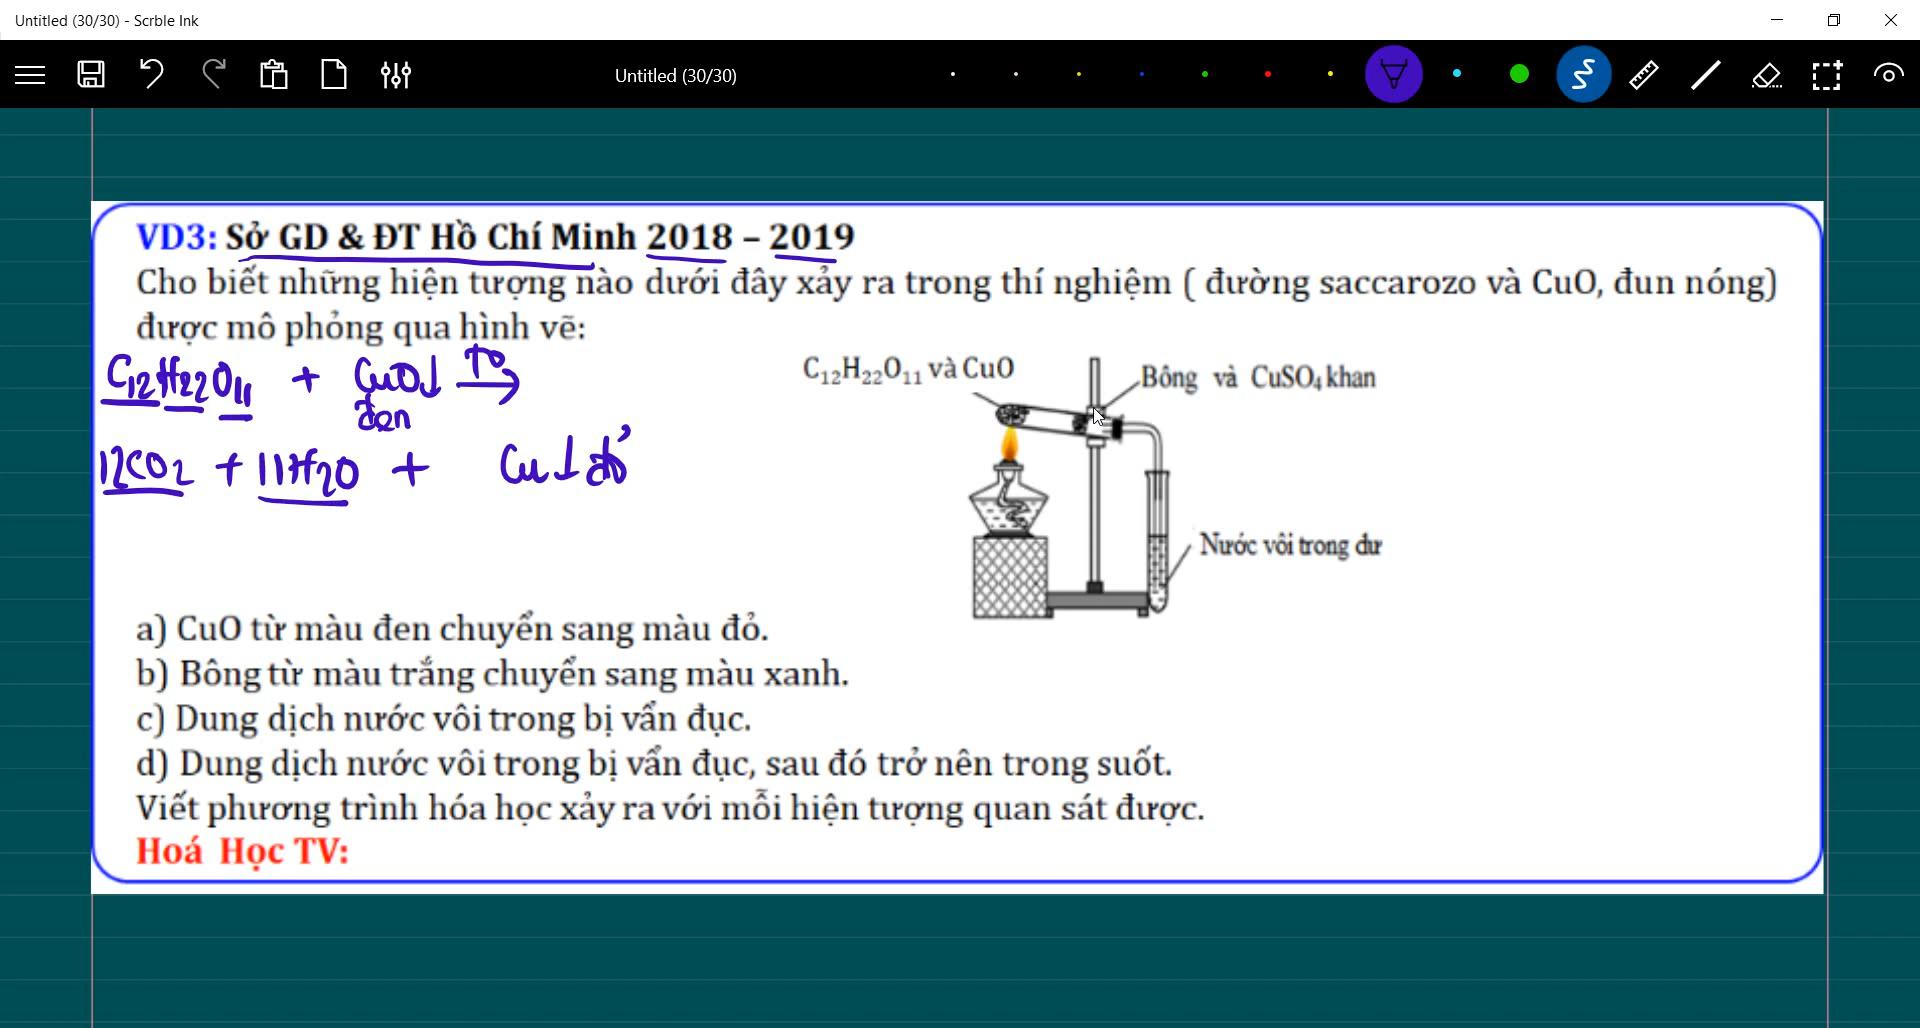 Untitled (30/30) - Scrble Ink
Untitled (30/30)
VD3: Sở GD & ĐT Hồ Chí Minh 2018 – 2019
Cho biết những hiện tượng nào dưới đây xảy ra trong thí nghiệm ( đường saccarozo và CuO, đun nóng)
được mô phỏng qua hình vẽ:
C₁₂H₂₂O₁₁ + CuO↓ T° →
đen
12CO₂ + 11H₂O + Cu↓ đỏ
C₁₂H₂₂O₁₁ và CuO
Bông và CuSO₄ khan
Nước vôi trong dư
a) CuO từ màu đen chuyển sang màu đỏ.
b) Bông từ màu trắng chuyển sang màu xanh.
c) Dung dịch nước vôi trong bị vẩn đục.
d) Dung dịch nước vôi trong bị vẩn đục, sau đó trở nên trong suốt.
Viết phương trình hóa học xảy ra với mỗi hiện tượng quan sát được.
Hoá Học TV: